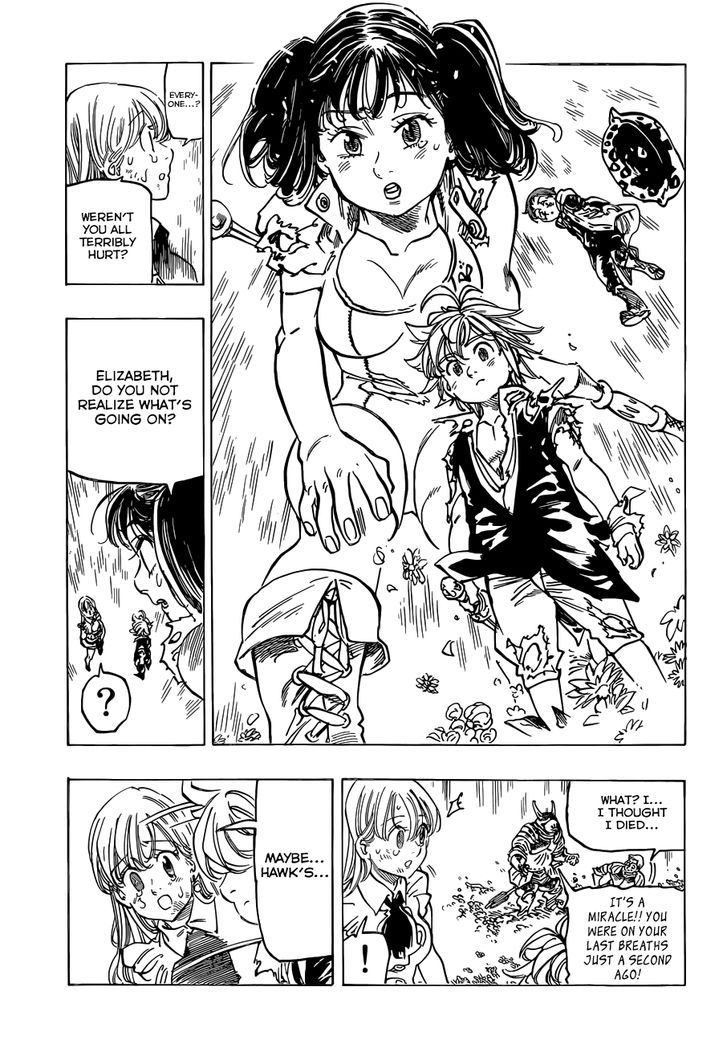 EVERY-
ONE...?
WEREN'T
YOU ALL
TERRIBLY
HURT?
ELIZABETH,
DO YOU NOT
REALIZE WHAT'S
GOING ON?
?
MAYBE...
HAWK'S...
WHAT? I...
I THOUGHT
I DIED...
IT'S A
MIRACLE!! YOU
WERE ON YOUR
LAST BREATHS
JUST A SECOND
AGO!
!